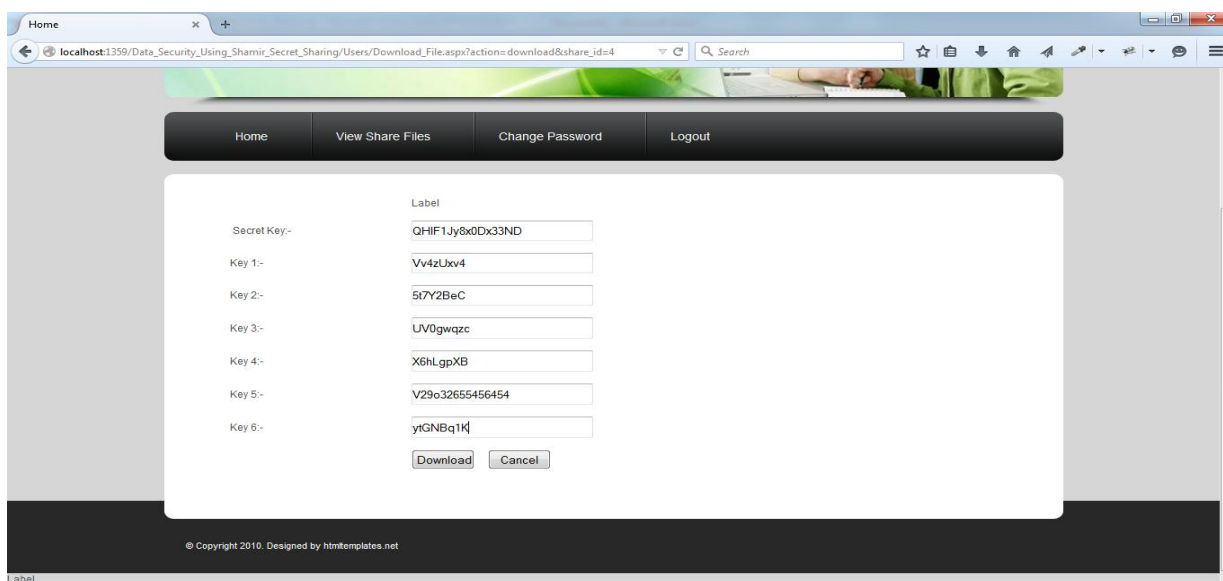 Home
localhost:1359/Data_Security_Using_Shamir_Secret_Sharing/Users/Download_File.aspx?action=download&share_id=4
Search
Home View Share Files Change Password Logout
Label
Secret Key:- QHIF1Jy8x0Dx33ND
Key 1:- Vv4zUxv4
Key 2:- 5t7Y2BeC
Key 3:- UV0gwqzc
Key 4:- X6hLgpXB
Key 5:- V29o32655456454
Key 6:- ytGNBq1K
Download Cancel
© Copyright 2010. Designed by htmltemplates.net
Label